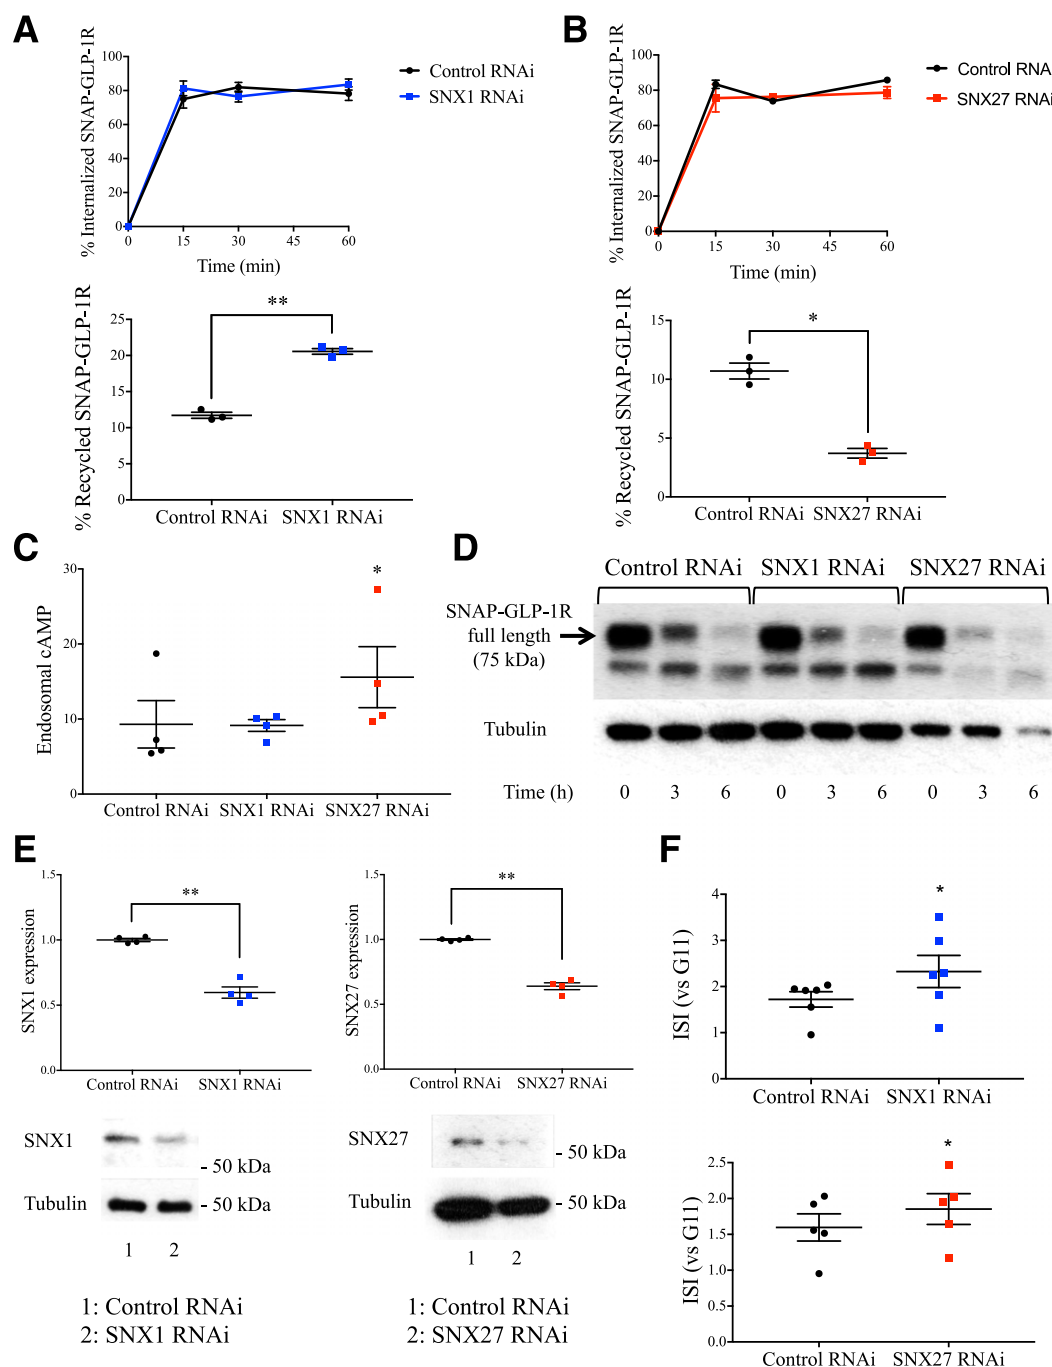 A
% Internalized SNAP-GLP-1R
100
80
60
40
20
0
0 15 30 45 60
Time (min)
Control RNAi
SNX1 RNAi
% Recycled SNAP-GLP-1R
25
20
15
10
5
0
**
Control RNAi SNX1 RNAi
B
% Internalized SNAP-GLP-1R
100
80
60
40
20
0
0 15 30 45 60
Time (min)
Control RNA
SNX27 RNAi
% Recycled SNAP-GLP-1R
15
10
5
0
*
Control RNAi SNX27 RNAi
C
Endosomal cAMP
30
20
10
0
*
Control RNAi SNX1 RNAi SNX27 RNAi
D
Control RNAi SNX1 RNAi SNX27 RNAi
SNAP-GLP-1R
full length
(75 kDa)
Tubulin
Time (h) 0 3 6 0 3 6 0 3 6
E
SNX1 expression
1.5
1.0
0.5
0.0
**
Control RNAi SNX1 RNAi
SNX1
- 50 kDa
Tubulin
- 50 kDa
1 2
1: Control RNAi
2: SNX1 RNAi
SNX27 expression
1.5
1.0
0.5
0.0
**
Control RNAi SNX27 RNAi
SNX27
- 50 kDa
Tubulin
- 50 kDa
1 2
1: Control RNAi
2: SNX27 RNAi
F
ISI (vs G11)
4
3
2
1
0
*
Control RNAi SNX1 RNAi
ISI (vs G11)
2.5
2.0
1.5
1.0
0.5
0.0
*
Control RNAi SNX27 RNAi